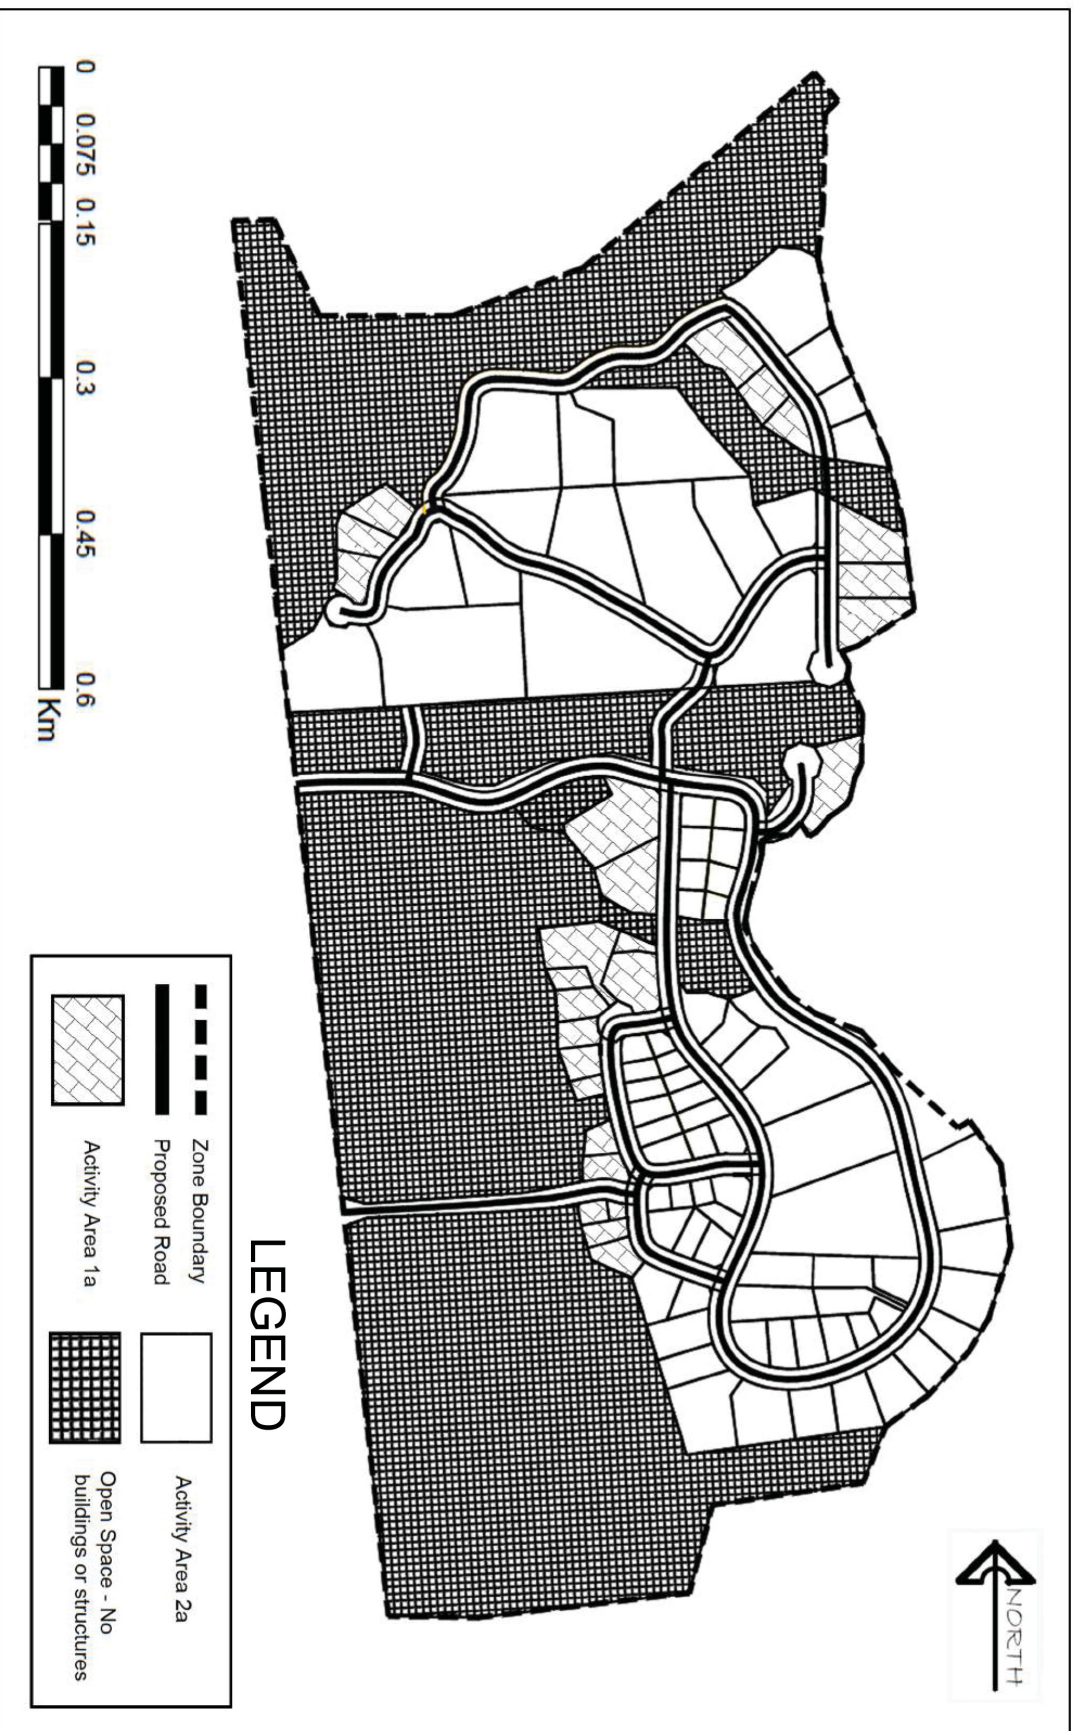 0 0.075 0.15 0.3 0.45 0.6
Km
NORTH
LEGEND
Zone Boundary
Proposed Road
Activity Area 1a
Activity Area 2a
Open Space - No
buildings or structures